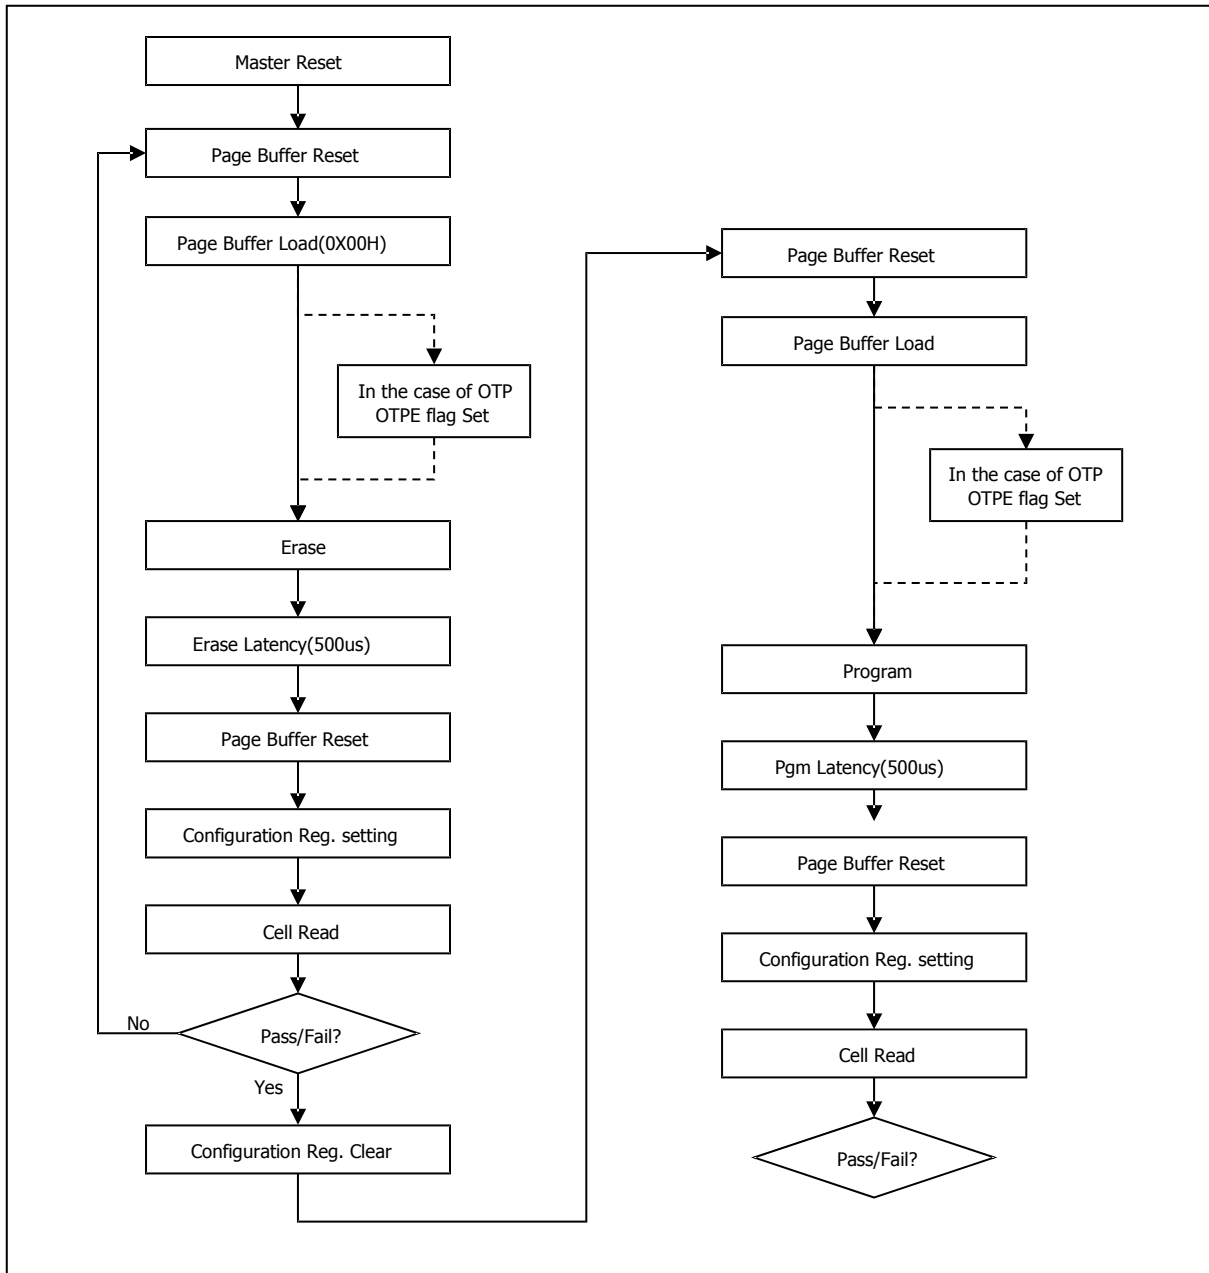 Master Reset
Page Buffer Reset
Page Buffer Load(0X00H)
In the case of OTP
OTPE flag Set
Erase
Erase Latency(500us)
Page Buffer Reset
Configuration Reg. setting
Cell Read
Pass/Fail?
No
Yes
Configuration Reg. Clear
Page Buffer Reset
Page Buffer Load
In the case of OTP
OTPE flag Set
Program
Pgm Latency(500us)
Page Buffer Reset
Configuration Reg. setting
Cell Read
Pass/Fail?